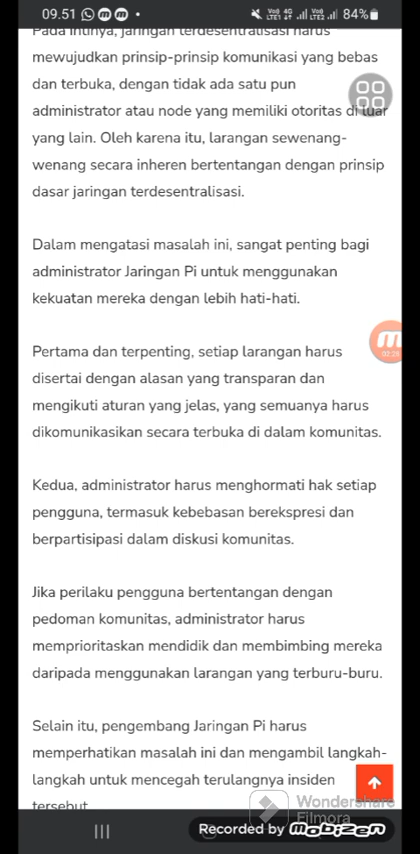 09.51
84%
Pada intinya, jaringan terdesentralisasi harus
mewujudkan prinsip-prinsip komunikasi yang bebas
dan terbuka, dengan tidak ada satu pun
administrator atau node yang memiliki otoritas di luar
yang lain. Oleh karena itu, larangan sewenang-
wenang secara inheren bertentangan dengan prinsip
dasar jaringan terdesentralisasi.
Dalam mengatasi masalah ini, sangat penting bagi
administrator Jaringan Pi untuk menggunakan
kekuatan mereka dengan lebih hati-hati.
Pertama dan terpenting, setiap larangan harus
disertai dengan alasan yang transparan dan
mengikuti aturan yang jelas, yang semuanya harus
dikomunikasikan secara terbuka di dalam komunitas.
Kedua, administrator harus menghormati hak setiap
pengguna, termasuk kebebasan berekspresi dan
berpartisipasi dalam diskusi komunitas.
Jika perilaku pengguna bertentangan dengan
pedoman komunitas, administrator harus
memprioritaskan mendidik dan membimbing mereka
daripada menggunakan larangan yang terburu-buru.
Selain itu, pengembang Jaringan Pi harus
memperhatikan masalah ini dan mengambil langkah-
langkah untuk mencegah terulangnya insiden
tersebut
Wondershare
Filmora
Recorded by mobizen